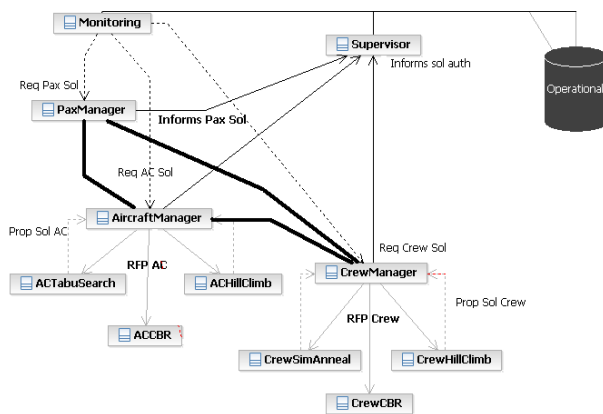 Monitoring
Supervisor
Informs sol auth
Operational
Req Pax Sol
PaxManager
Informs Pax Sol
Req AC Sol
AircraftManager
Prop Sol AC
Req Crew Sol
RFP AC
CrewManager
ACTabuSearch
ACHillClimb
Prop Sol Crew
RFP Crew
ACCBR
CrewSimAnneal
CrewHillClimb
CrewCBR